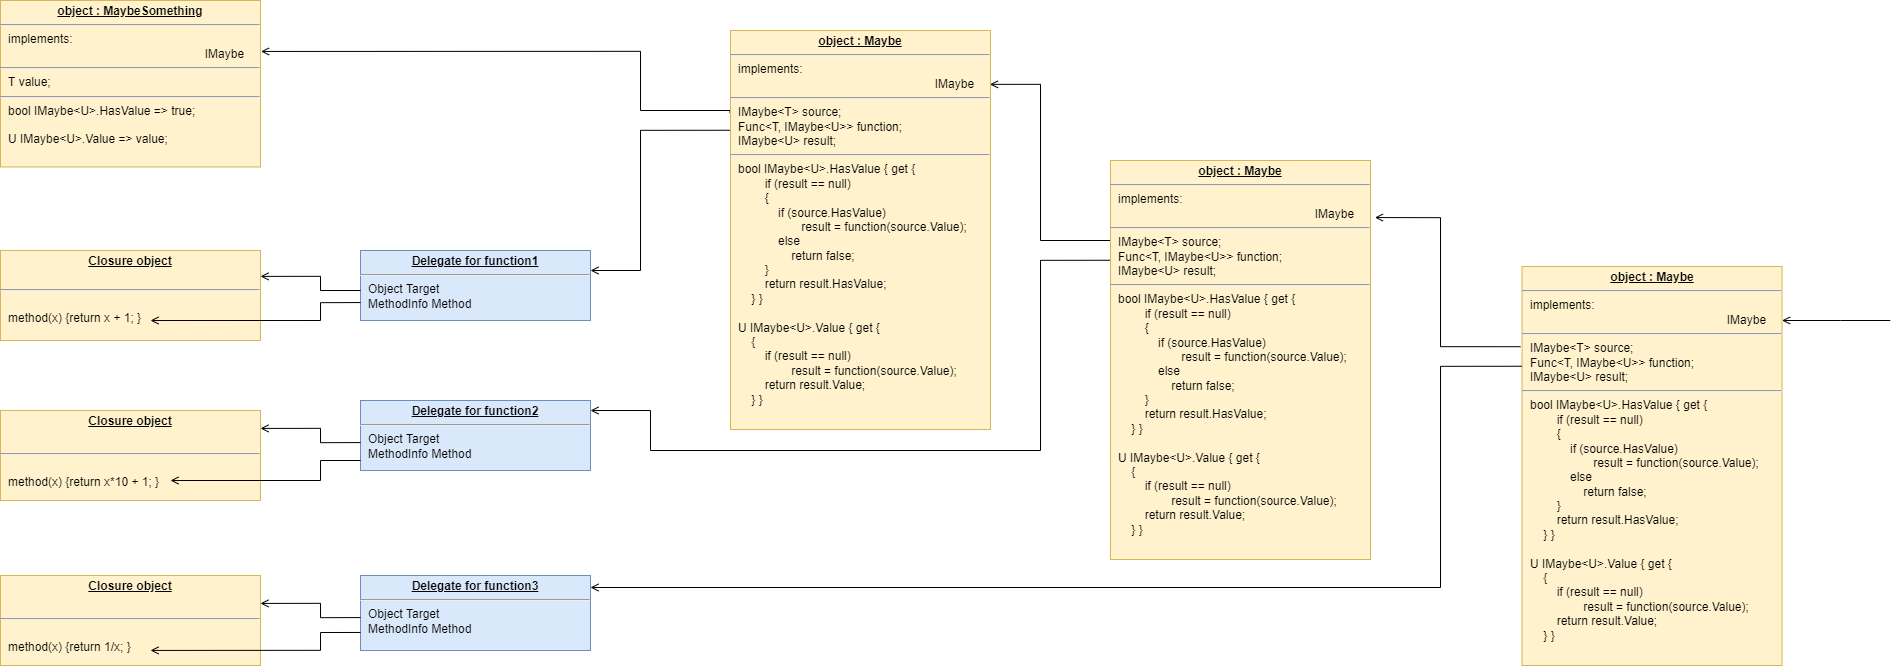 object : MaybeSomething
implements:
IMaybe
T value;
bool IMaybe<U>.HasValue => true;
U IMaybe<U>.Value => value;
Closure object
method(x) {return x + 1; }
Closure object
method(x) {return x*10 + 1; }
Closure object
method(x) {return 1/x; }
Delegate for function1
Object Target
MethodInfo Method
Delegate for function2
Object Target
MethodInfo Method
Delegate for function3
Object Target
MethodInfo Method
object : Maybe
implements:
IMaybe
IMaybe<T> source;
Func<T, IMaybe<U>> function;
IMaybe<U> result;
bool IMaybe<U>.HasValue { get {
if (result == null)
{
if (source.HasValue)
result = function(source.Value);
else
return false;
}
return result.HasValue;
} }
U IMaybe<U>.Value { get {
{
if (result == null)
result = function(source.Value);
return result.Value;
} }
object : Maybe
implements:
IMaybe
IMaybe<T> source;
Func<T, IMaybe<U>> function;
IMaybe<U> result;
bool IMaybe<U>.HasValue { get {
if (result == null)
{
if (source.HasValue)
result = function(source.Value);
else
return false;
}
return result.HasValue;
} }
U IMaybe<U>.Value { get {
{
if (result == null)
result = function(source.Value);
return result.Value;
} }
object : Maybe
implements:
IMaybe
IMaybe<T> source;
Func<T, IMaybe<U>> function;
IMaybe<U> result;
bool IMaybe<U>.HasValue { get {
if (result == null)
{
if (source.HasValue)
result = function(source.Value);
else
return false;
}
return result.HasValue;
} }
U IMaybe<U>.Value { get {
{
if (result == null)
result = function(source.Value);
return result.Value;
} }